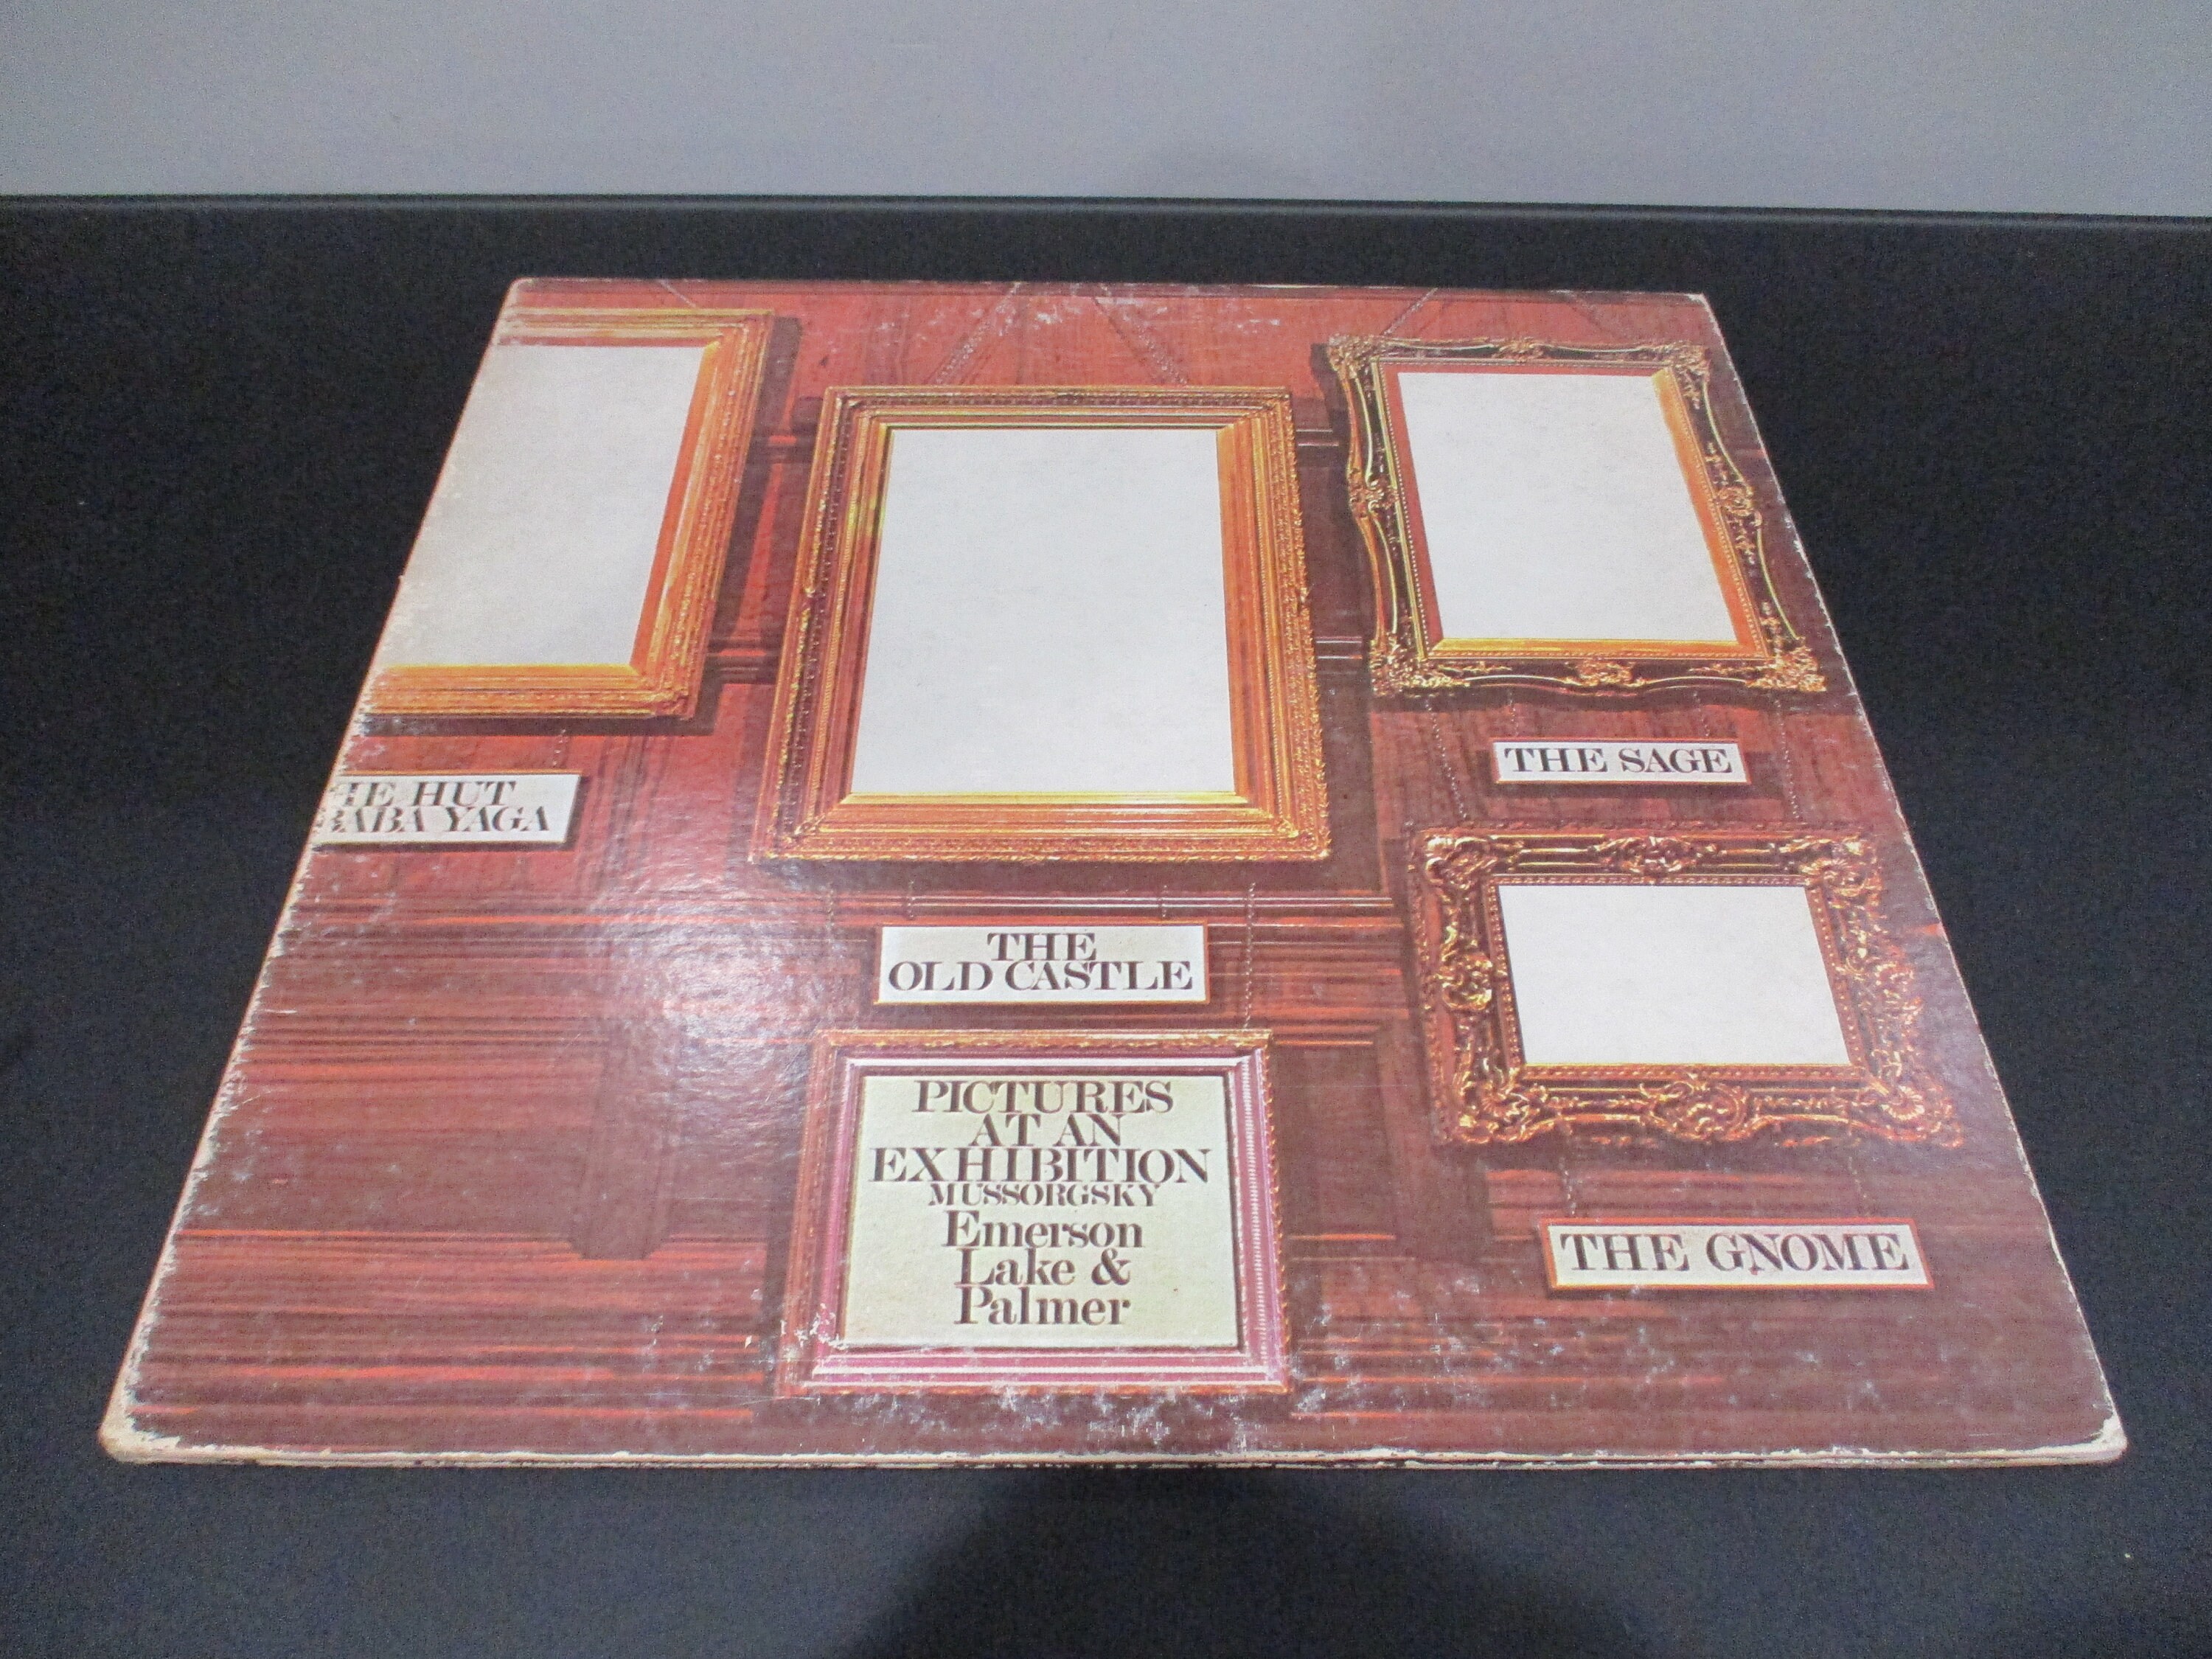 THE SAGE
HE HUT
BABA YAGA
THE
OLD CASTLE
PICTURES
AT AN
EXHIBITION
MUSSORGSKY
Emerson
Lake &
Palmer
THE GNOME